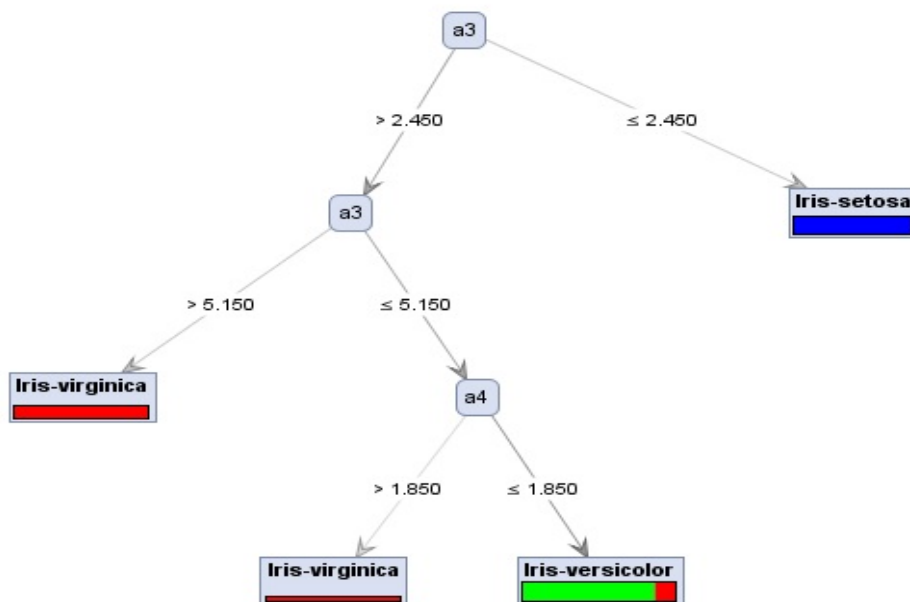 a3
> 2.450
≤ 2.450
Iris-setosa
a3
> 5.150
≤ 5.150
Iris-virginica
a4
> 1.850
≤ 1.850
Iris-virginica
Iris-versicolor